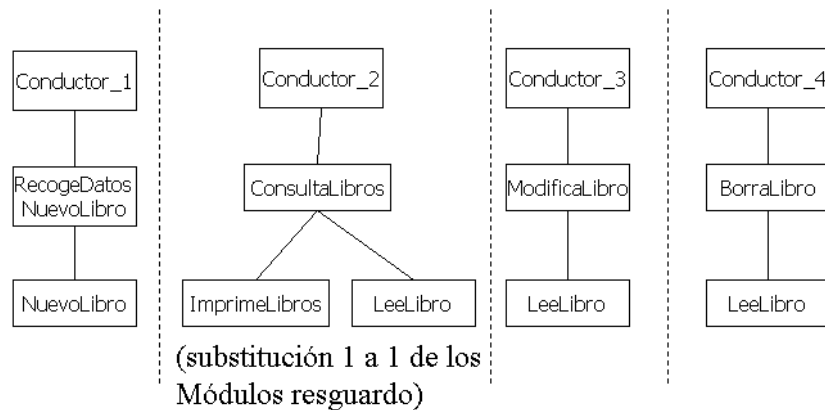 Conductor_1
Conductor_2
Conductor_3
Conductor_4
RecogeDatos
NuevoLibro
ConsultaLibros
ModificaLibro
BorraLibro
NuevoLibro
ImprimeLibros
LeeLibro
LeeLibro
LeeLibro
(substitución 1 a 1 de los
Módulos resguardo)